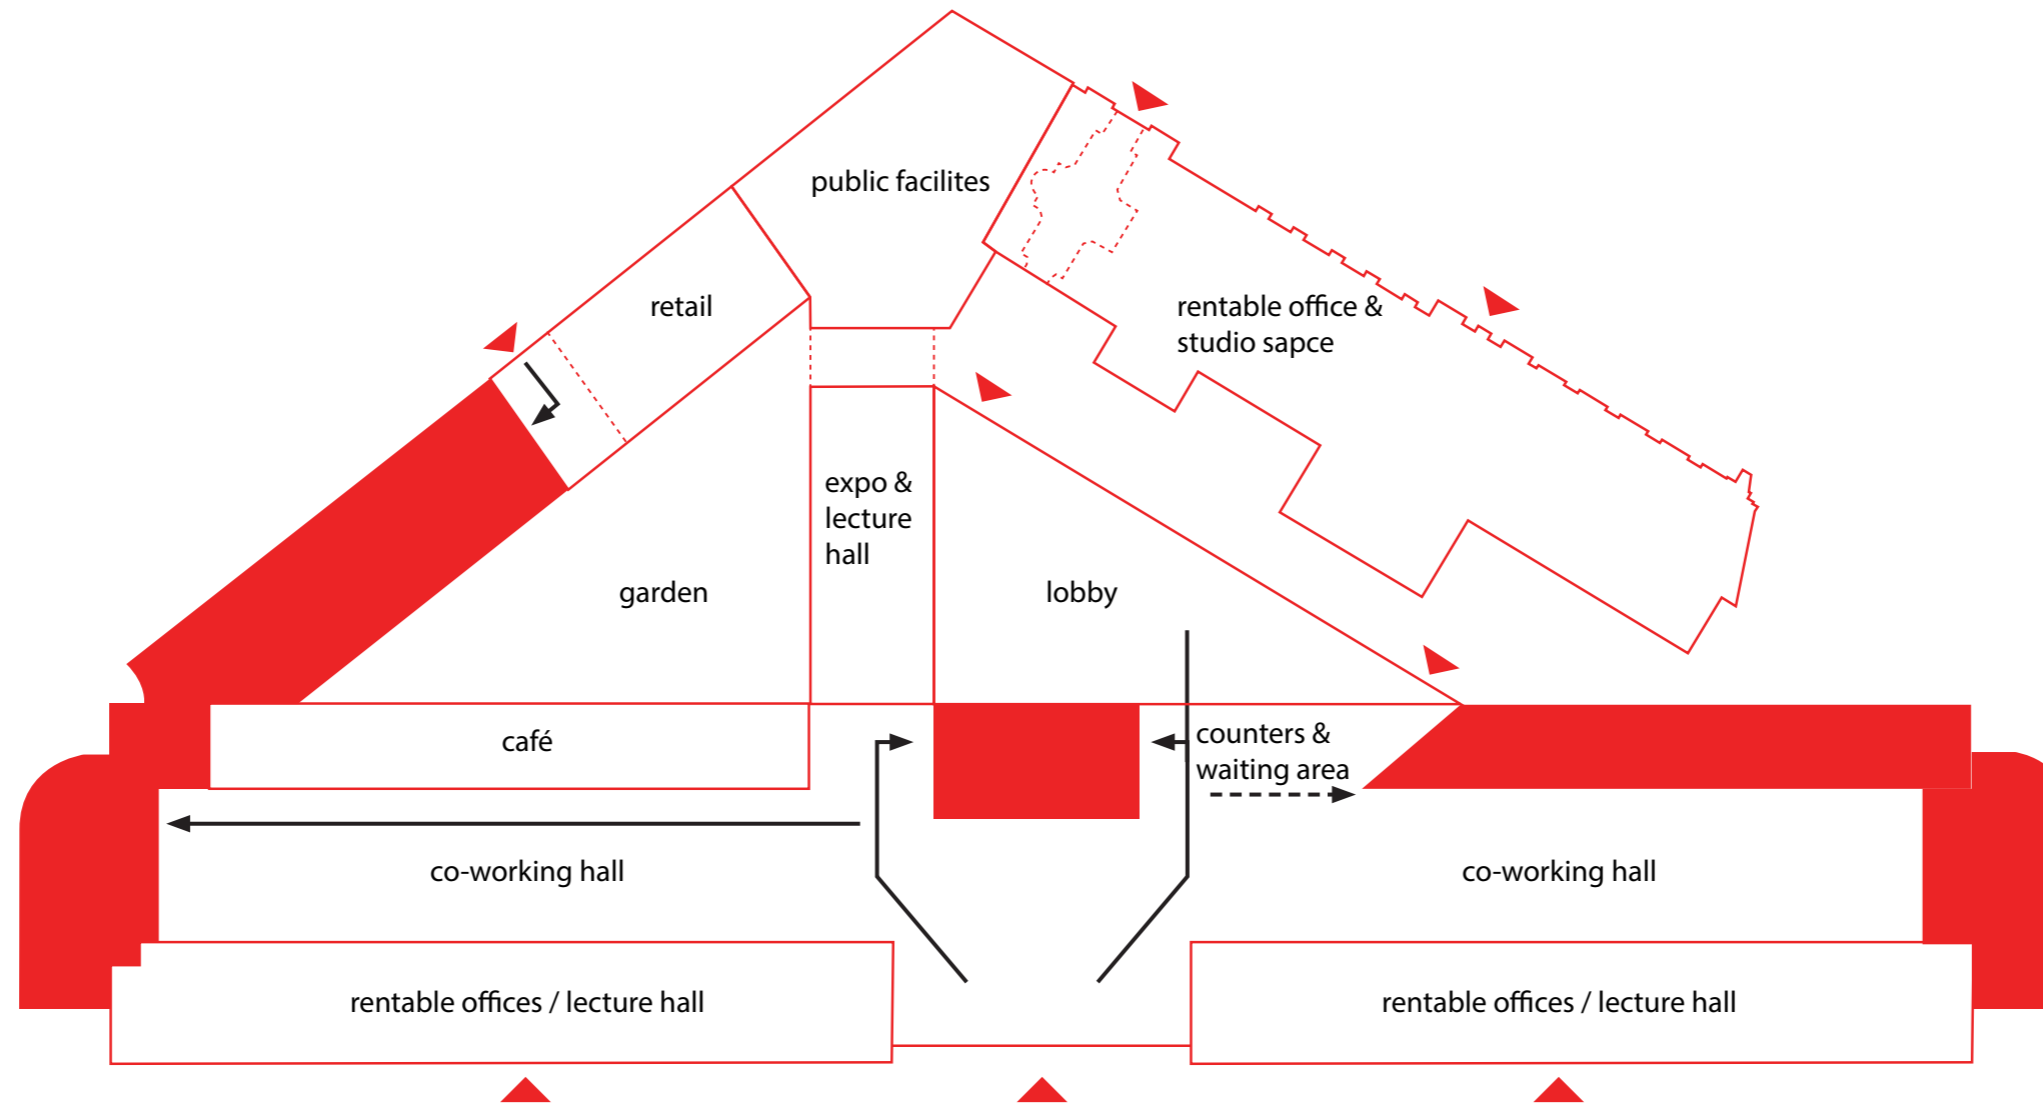 public facilites
retail
rentable office &
studio sapce
expo &
lecture
hall
garden
lobby
café
counters &
waiting area
co-working hall
co-working hall
rentable offices / lecture hall
rentable offices / lecture hall